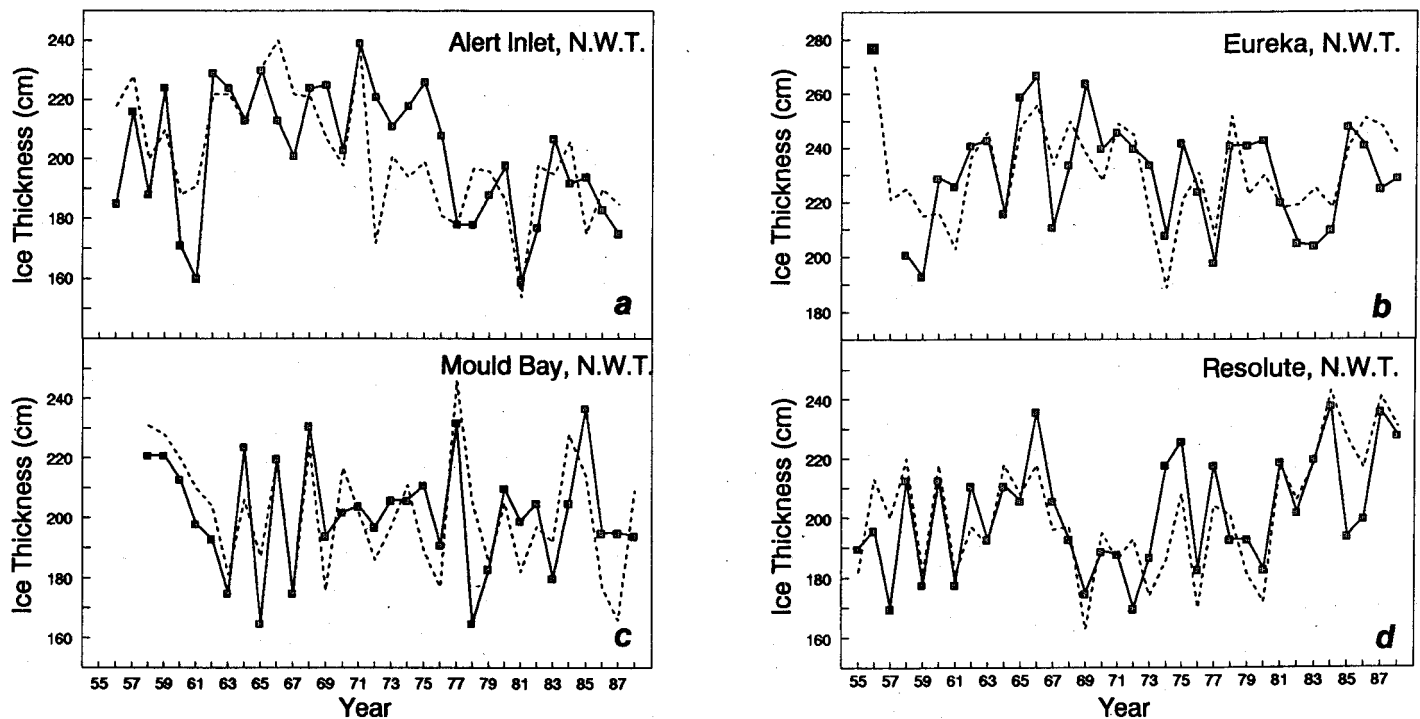 Alert Inlet, N.W.T.
Ice Thickness (cm)
240
220
200
180
160
a
Eureka, N.W.T.
Ice Thickness (cm)
280
260
240
220
200
180
b
Mould Bay, N.W.T.
Ice Thickness (cm)
240
220
200
180
160
c
55 57 59 61 63 65 67 69 71 73 75 77 79 81 83 85 87
Year
Resolute, N.W.T.
Ice Thickness (cm)
240
220
200
180
160
d
55 57 59 61 63 65 67 69 71 73 75 77 79 81 83 85 87
Year